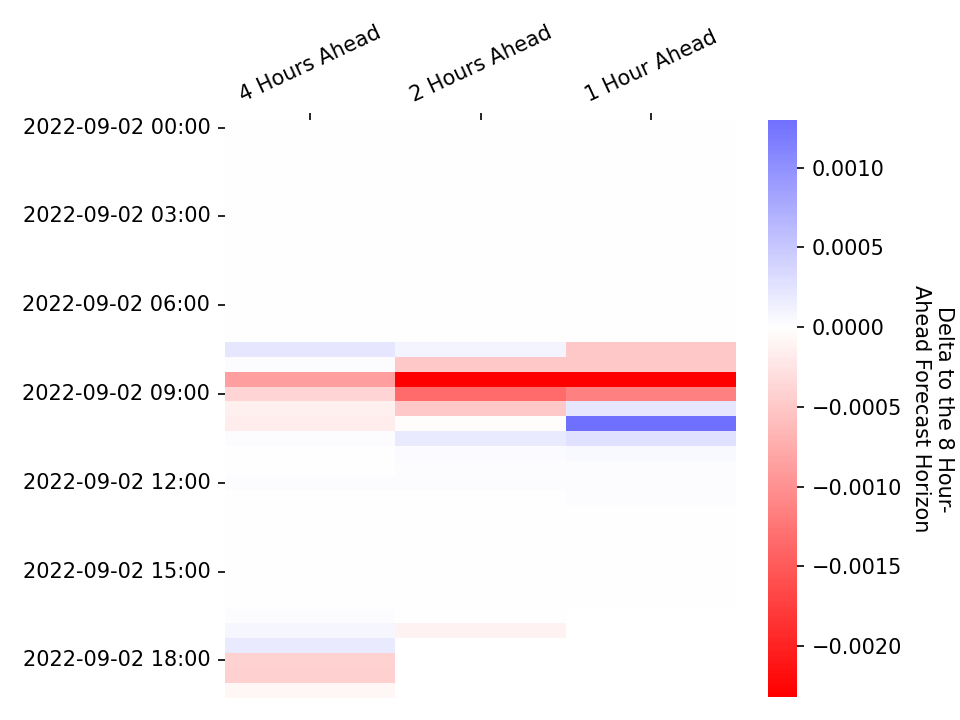 4 Hours Ahead
2 Hours Ahead
1 Hour Ahead
2022-09-02 00:00
2022-09-02 03:00
2022-09-02 06:00
2022-09-02 09:00
2022-09-02 12:00
2022-09-02 15:00
2022-09-02 18:00
0.0010
0.0005
0.0000
−0.0005
−0.0010
−0.0015
−0.0020
Delta to the 8 Hour-
Ahead Forecast Horizon